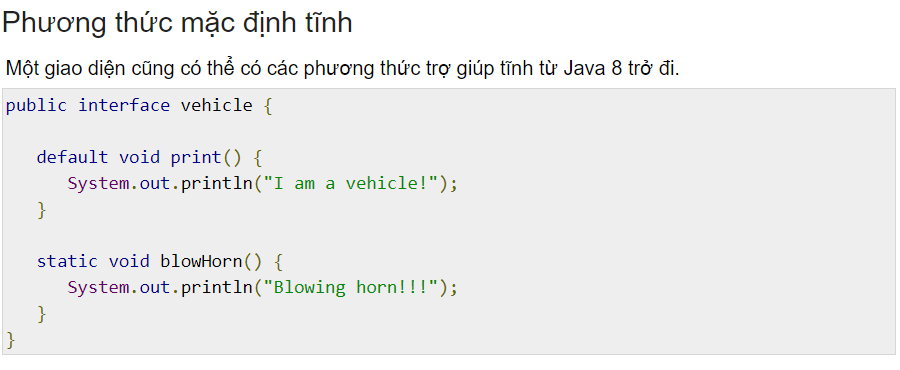 Phương thức mặc định tĩnh
Một giao diện cũng có thể có các phương thức trợ giúp tĩnh từ Java 8 trở đi.
public interface vehicle {
   default void print() {
      System.out.println("I am a vehicle!");
   }
   static void blowHorn() {
      System.out.println("Blowing horn!!!");
   }
}